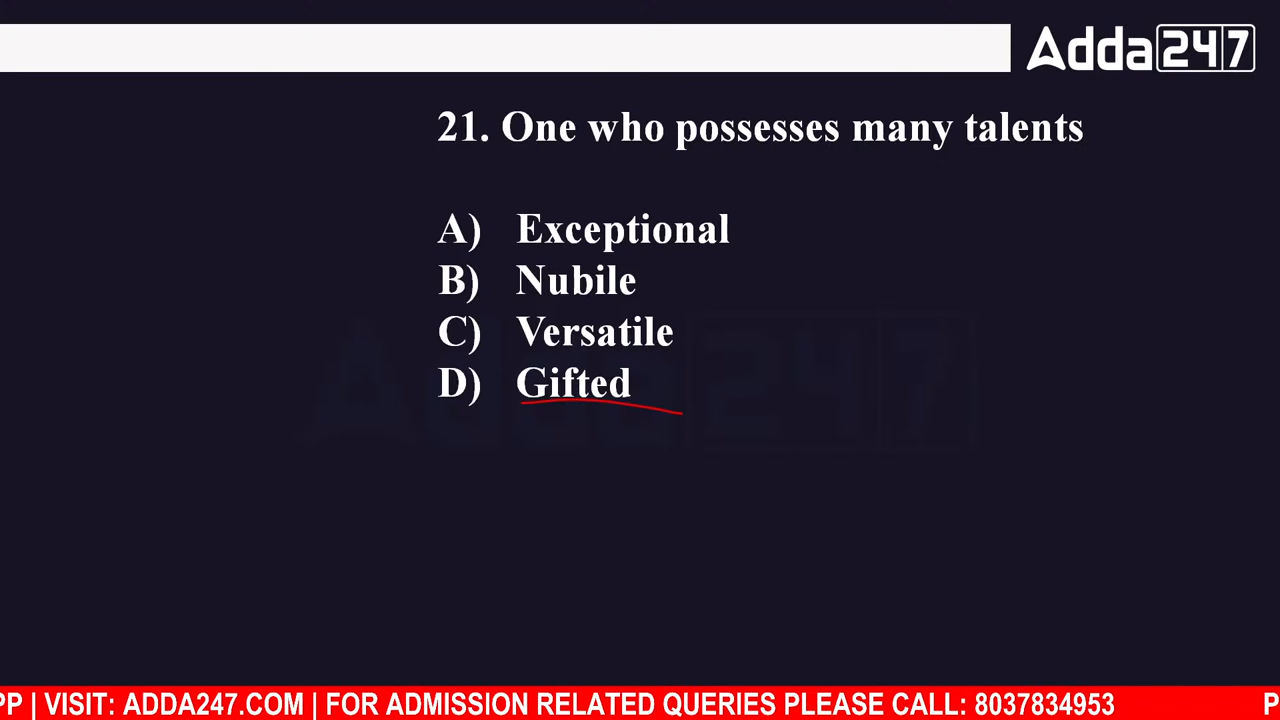 Adda247
21. One who possesses many talents
A) Exceptional
B) Nubile
C) Versatile
D) Gifted
Adda247
PP | VISIT: ADDA247.COM | FOR ADMISSION RELATED QUERIES PLEASE CALL: 8037834953 P